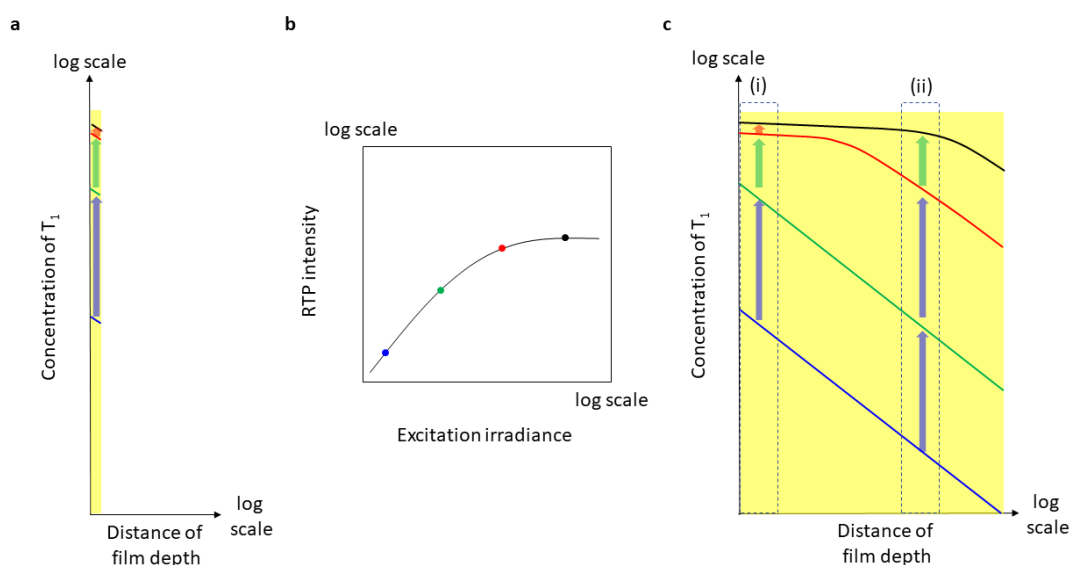 a
log scale
Concentration of T1
log
scale
Distance of
film depth
b
log scale
RTP intensity
log scale
Excitation irradiance
c
log scale
(i)
(ii)
Concentration of T1
log
scale
Distance of
film depth